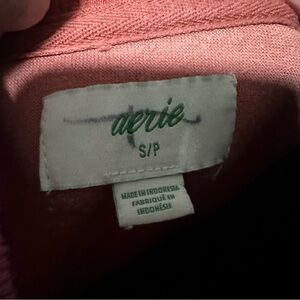 aerie
S/P
MADE IN INDONESIA
FABRIQUÉ EN
INDONÉSIE